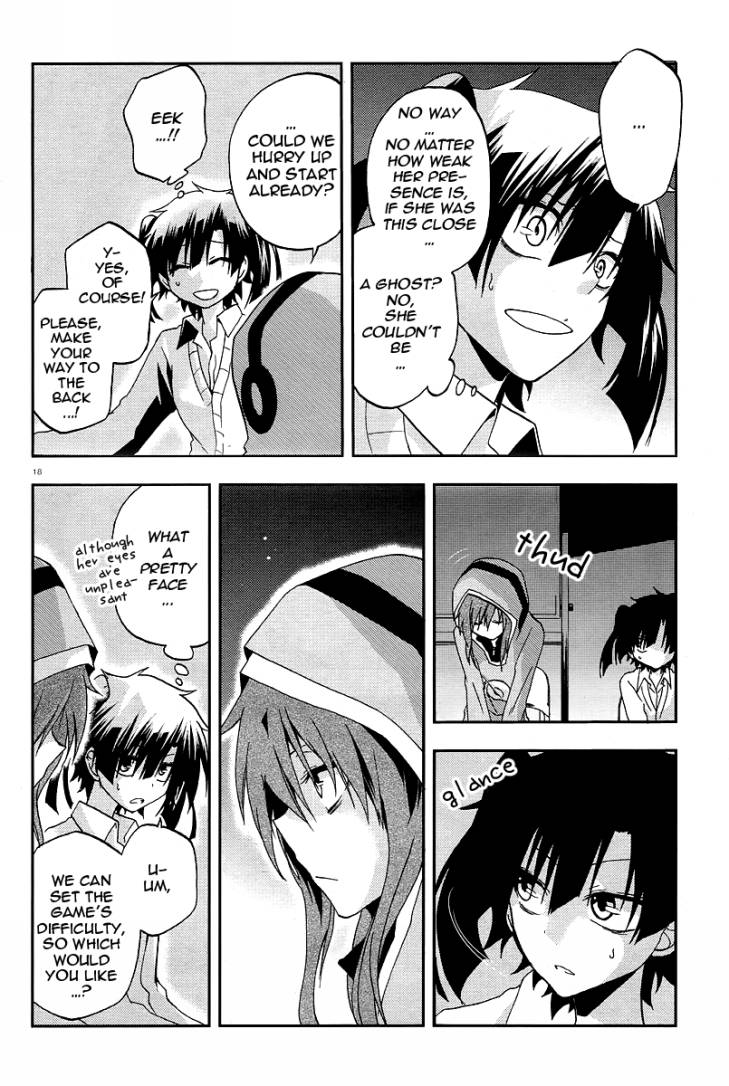 ...
NO WAY
...
NO MATTER
HOW WEAK
HER PRE-
SENCE IS,
IF SHE WAS
THIS CLOSE
...
A GHOST?
NO,
SHE
COULDN'T
BE
...
...
COULD WE
HURRY UP
AND START
ALREADY?
EEK
...!!
Y-
YES,
OF
COURSE!
PLEASE,
MAKE
YOUR
WAY TO
THE
BACK
...!
18
thud
glance
WHAT
A
PRETTY
FACE
...
although
her eyes
are
unple-
sant
U-
UM,
WE CAN
SET THE
GAME'S
DIFFICULTY,
SO WHICH
WOULD
YOU LIKE
...?